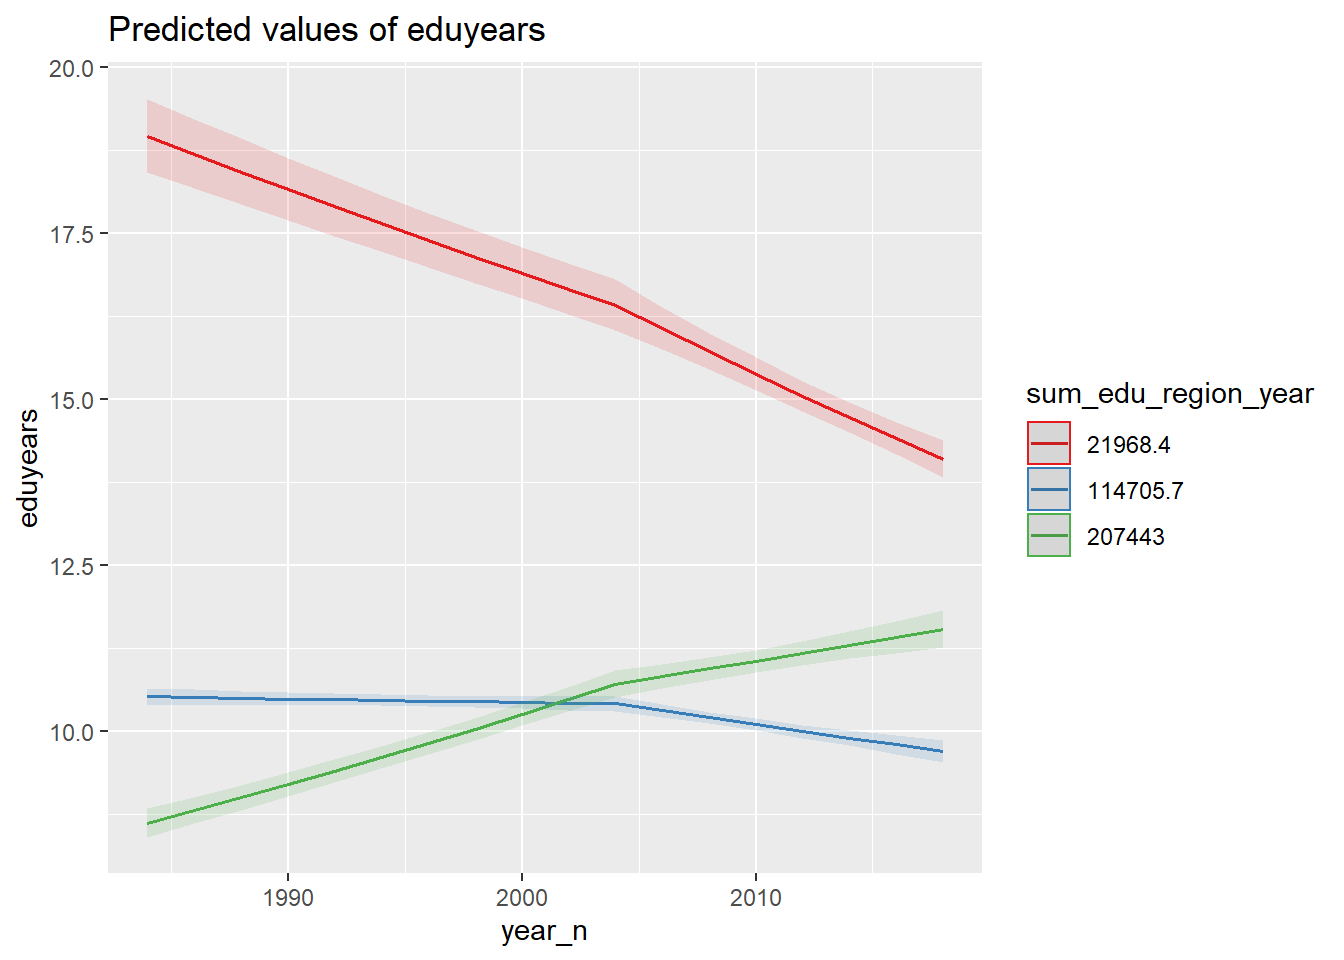 Predicted values of eduyears
20.0
17.5
15.0
12.5
10.0
eduyears
1990
2000
2010
year_n
sum_edu_region_year
21968.4
114705.7
207443